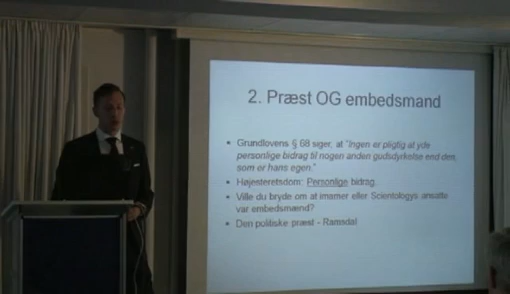 2. Præst OG embedsmand
Grundlovens § 68 siger, at "Ingen er pligtig at yde
personlige bidrag til nogen anden gudsdyrkelse end den,
som er hans egen."
Højesteretsdom: Personlige bidrag
Ville du bryde om at imamer eller Scientologys ansatte
var embedsmænd?
Den politiske præst - Ramsdal